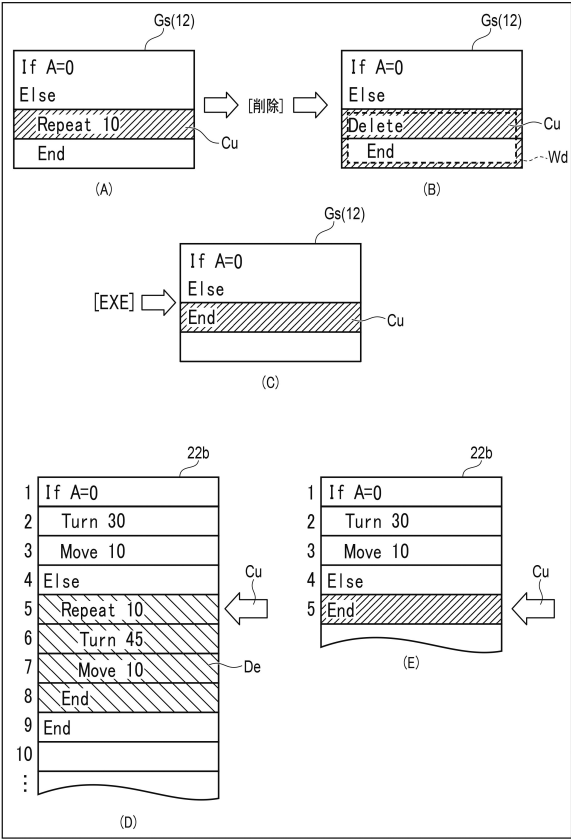 Gs(12)
If A=0
Else
Repeat 10
End
Cu
(A)
[削除]
Gs(12)
If A=0
Else
Delete
End
Cu
Wd
(B)
Gs(12)
[EXE]
If A=0
Else
End
Cu
(C)
22b
1 If A=0
2 Turn 30
3 Move 10
4 Else
5 Repeat 10
6 Turn 45
7 Move 10
8 End
9 End
10
⋮
Cu
De
(D)
22b
1 If A=0
2 Turn 30
3 Move 10
4 Else
5 End
Cu
(E)